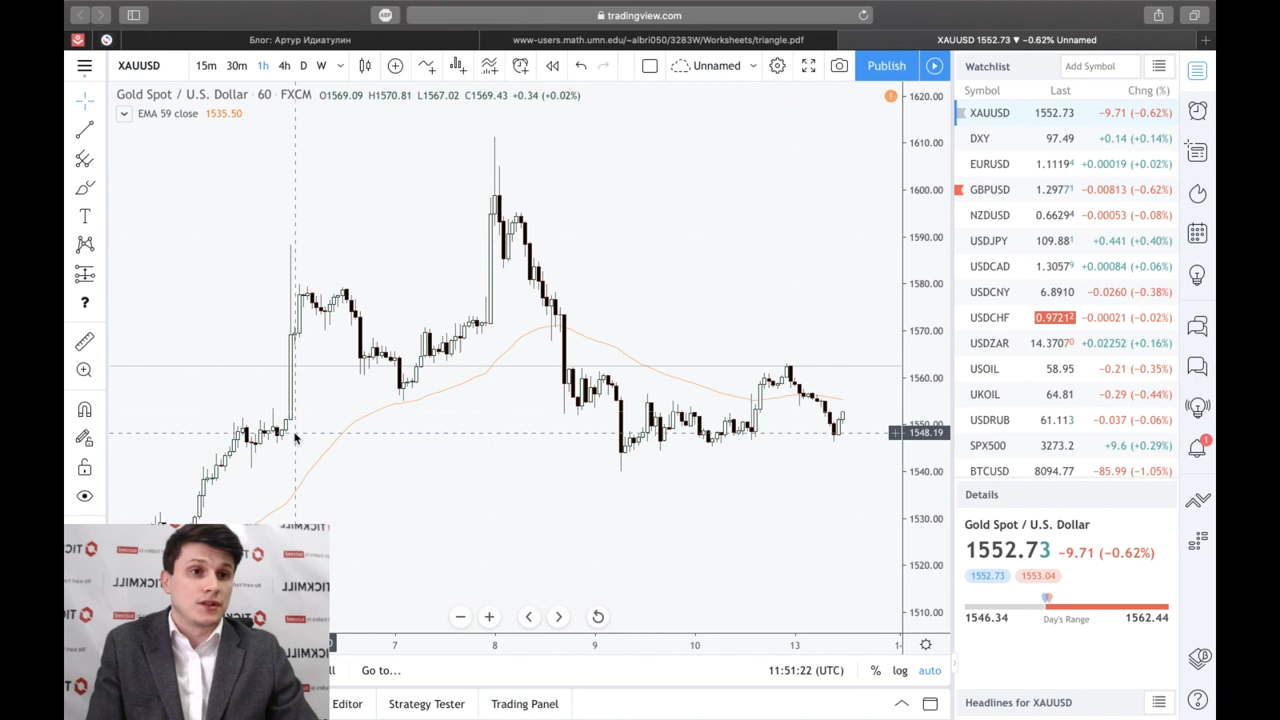 tradingview.com
ABP
Блог: Артур Идиатулин
www-users.math.umn.edu/~albri050/3283W/Worksheets/triangle.pdf
XAUUSD 1552.73 ▼ −0.62% Unnamed
XAUUSD
15m 30m 1h 4h D W
Unnamed
Publish
Gold Spot / U.S. Dollar · 60 · FXCM O1569.09 H1570.81 L1567.02 C1569.43 +0.34 (+0.02%)
EMA 59 close 1535.50
1620.00
1610.00
1600.00
1590.00
1580.00
1570.00
1560.00
1550.00
1548.19
1540.00
1530.00
1520.00
1510.00
7 8 9 10 13
Go to...
11:51:22 (UTC)
% log auto
Editor
Strategy Tester
Trading Panel
Watchlist
Add Symbol
Symbol Last Chng (%)
XAUUSD 1552.73 −9.71 (−0.62%)
DXY 97.49 +0.14 (+0.14%)
EURUSD 1.11194 +0.00019 (+0.02%)
GBPUSD 1.29771 −0.00813 (−0.62%)
NZDUSD 0.66294 −0.00053 (−0.08%)
USDJPY 109.881 +0.441 (+0.40%)
USDCAD 1.30579 +0.00084 (+0.06%)
USDCNY 6.8910 −0.0260 (−0.38%)
USDCHF 0.97212 −0.00021 (−0.02%)
USDZAR 14.37070 +0.02252 (+0.16%)
USOIL 58.95 −0.21 (−0.35%)
UKOIL 64.81 −0.29 (−0.44%)
USDRUB 61.113 −0.037 (−0.06%)
SPX500 3273.2 +9.6 (+0.29%)
BTCUSD 8094.77 −85.99 (−1.05%)
1
Details
Gold Spot / U.S. Dollar
1552.73 −9.71 (−0.62%)
1552.73 1553.04
1546.34 Day's Range 1562.44
Headlines for XAUUSD
TICKMILL